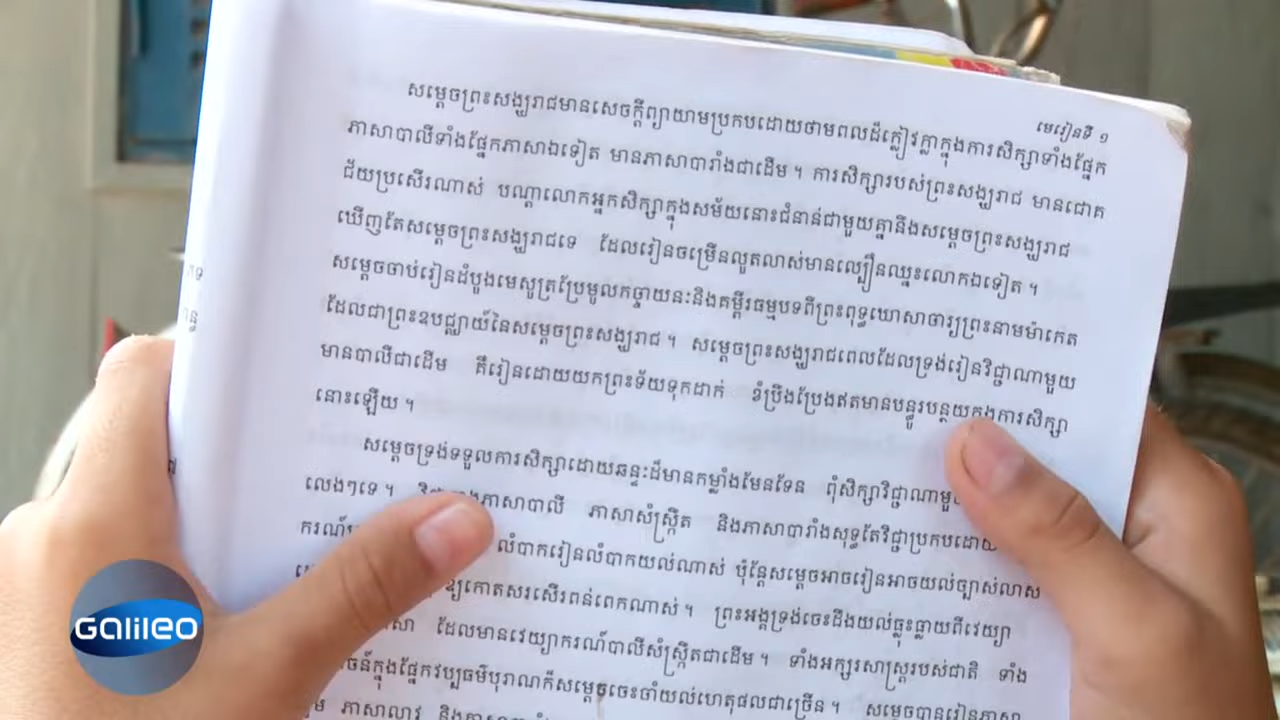 មេរៀនទី ១
សម្តេចព្រះសង្ឃរាជមានសេចក្តីព្យាយាមប្រកបដោយថាមពលដ៏ក្លៀវក្លាក្នុងការសិក្សាទាំងផ្នែក
ភាសាបាលីទាំងផ្នែកភាសាឯទៀត មានភាសាបារាំងជាដើម ។ ការសិក្សារបស់ព្រះសង្ឃរាជ មានជោគ
ជ័យប្រសើរណាស់ បណ្តាលោកអ្នកសិក្សាក្នុងសម័យនោះជំនាន់ជាមួយគ្នានឹងសម្តេចព្រះសង្ឃរាជ
ឃើញតែសម្តេចព្រះសង្ឃរាជទេ ដែលរៀនចម្រើនលូតលាស់មានល្បឿនឈ្នះលោកឯទៀត ។
សម្តេចចាប់រៀនដំបូងមេសូត្រប្រែមូលកច្ចាយនៈនិងគម្ពីរធម្មបទពីព្រះពុទ្ធឃោសាចារ្យព្រះនាមម៉ាកេត
ដែលជាព្រះឧបជ្ឈាយ៍នៃសម្តេចព្រះសង្ឃរាជ ។ សម្តេចព្រះសង្ឃរាជពេលដែលទ្រង់រៀនវិជ្ជាណាមួយ
មានបាលីជាដើម គឺរៀនដោយយកព្រះទ័យទុកដាក់ ខំប្រឹងប្រែងឥតមានបន្ធូរបន្ថយក្នុងការសិក្សា
នោះឡើយ ។
សម្តេចទ្រង់ទទួលការសិក្សាដោយឆន្ទៈដ៏មានកម្លាំងមែនទែន ពុំសិក្សាវិជ្ជាណាមួយ
លេងៗទេ ។ ភាសាបាលី ភាសាសំស្ក្រឹត និងភាសាបារាំងសុទ្ធតែវិជ្ជាប្រកបដោយ
លំបាករៀនលំបាកយល់ណាស់ ប៉ុន្តែសម្តេចអាចរៀនអាចយល់ច្បាស់លាស
ឱ្យកោតសរសើរពន់ពេកណាស់ ។ ព្រះអង្គទ្រង់ចេះដឹងយល់ធ្លុះធ្លាយពីវេយ្យា
ដែលមានវេយ្យាករណ៍បាលីសំស្ក្រឹតជាដើម ។ ទាំងអក្សរសាស្ត្ររបស់ជាតិ ទាំង
ក្នុងផ្នែកវប្បធម៌បុរាណក៏សម្តេចចេះចាំយល់ហេតុផលជាច្រើន ។ សម្តេចបានរៀនភាសា
ភាសាលាវ
Galileo